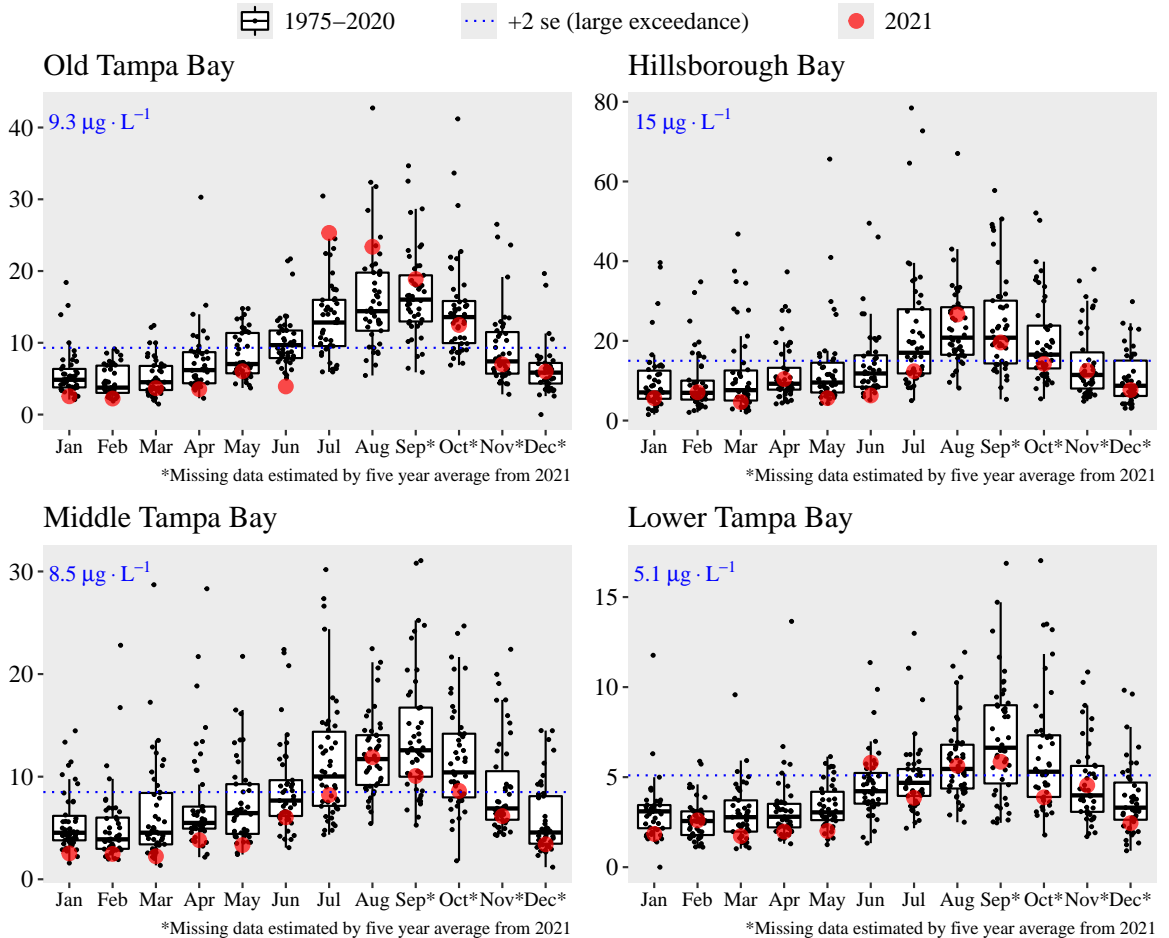 1975−2020 +2 se (large exceedance) 2021
Old Tampa Bay
9.3 μg · L⁻¹
40
30
20
10
0
Jan Feb Mar Apr May Jun Jul Aug Sep* Oct* Nov* Dec*
*Missing data estimated by five year average from 2021
Hillsborough Bay
15 μg · L⁻¹
80
60
40
20
0
Jan Feb Mar Apr May Jun Jul Aug Sep* Oct* Nov* Dec*
*Missing data estimated by five year average from 2021
Middle Tampa Bay
8.5 μg · L⁻¹
30
20
10
0
Jan Feb Mar Apr May Jun Jul Aug Sep* Oct* Nov* Dec*
*Missing data estimated by five year average from 2021
Lower Tampa Bay
5.1 μg · L⁻¹
15
10
5
0
Jan Feb Mar Apr May Jun Jul Aug Sep* Oct* Nov* Dec*
*Missing data estimated by five year average from 2021